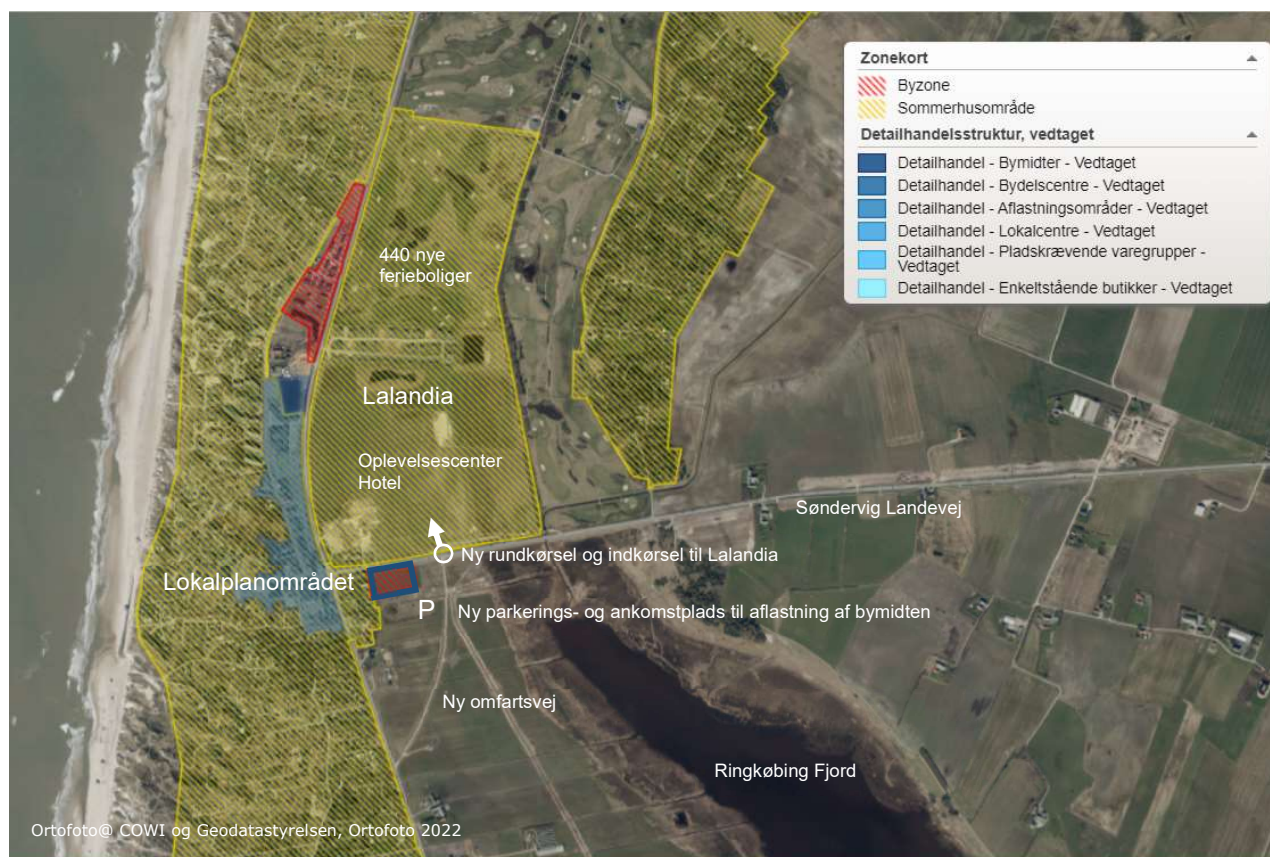 Zonekort
Byzone
Sommerhusområde
Detailhandelsstruktur, vedtaget
Detailhandel - Bymidter - Vedtaget
Detailhandel - Bydelscentre - Vedtaget
Detailhandel - Aflastningsområder - Vedtaget
Detailhandel - Lokalcentre - Vedtaget
Detailhandel - Pladskrævende varegrupper -
Vedtaget
Detailhandel - Enkeltstående butikker - Vedtaget
440 nye
ferieboliger
Lalandia
Oplevelsescenter
Hotel
Søndervig Landevej
Ny rundkørsel og indkørsel til Lalandia
Lokalplanområdet
P
Ny parkerings- og ankomstplads til aflastning af bymidten
Ny omfartsvej
Ringkøbing Fjord
Ortofoto@ COWI og Geodatastyrelsen, Ortofoto 2022